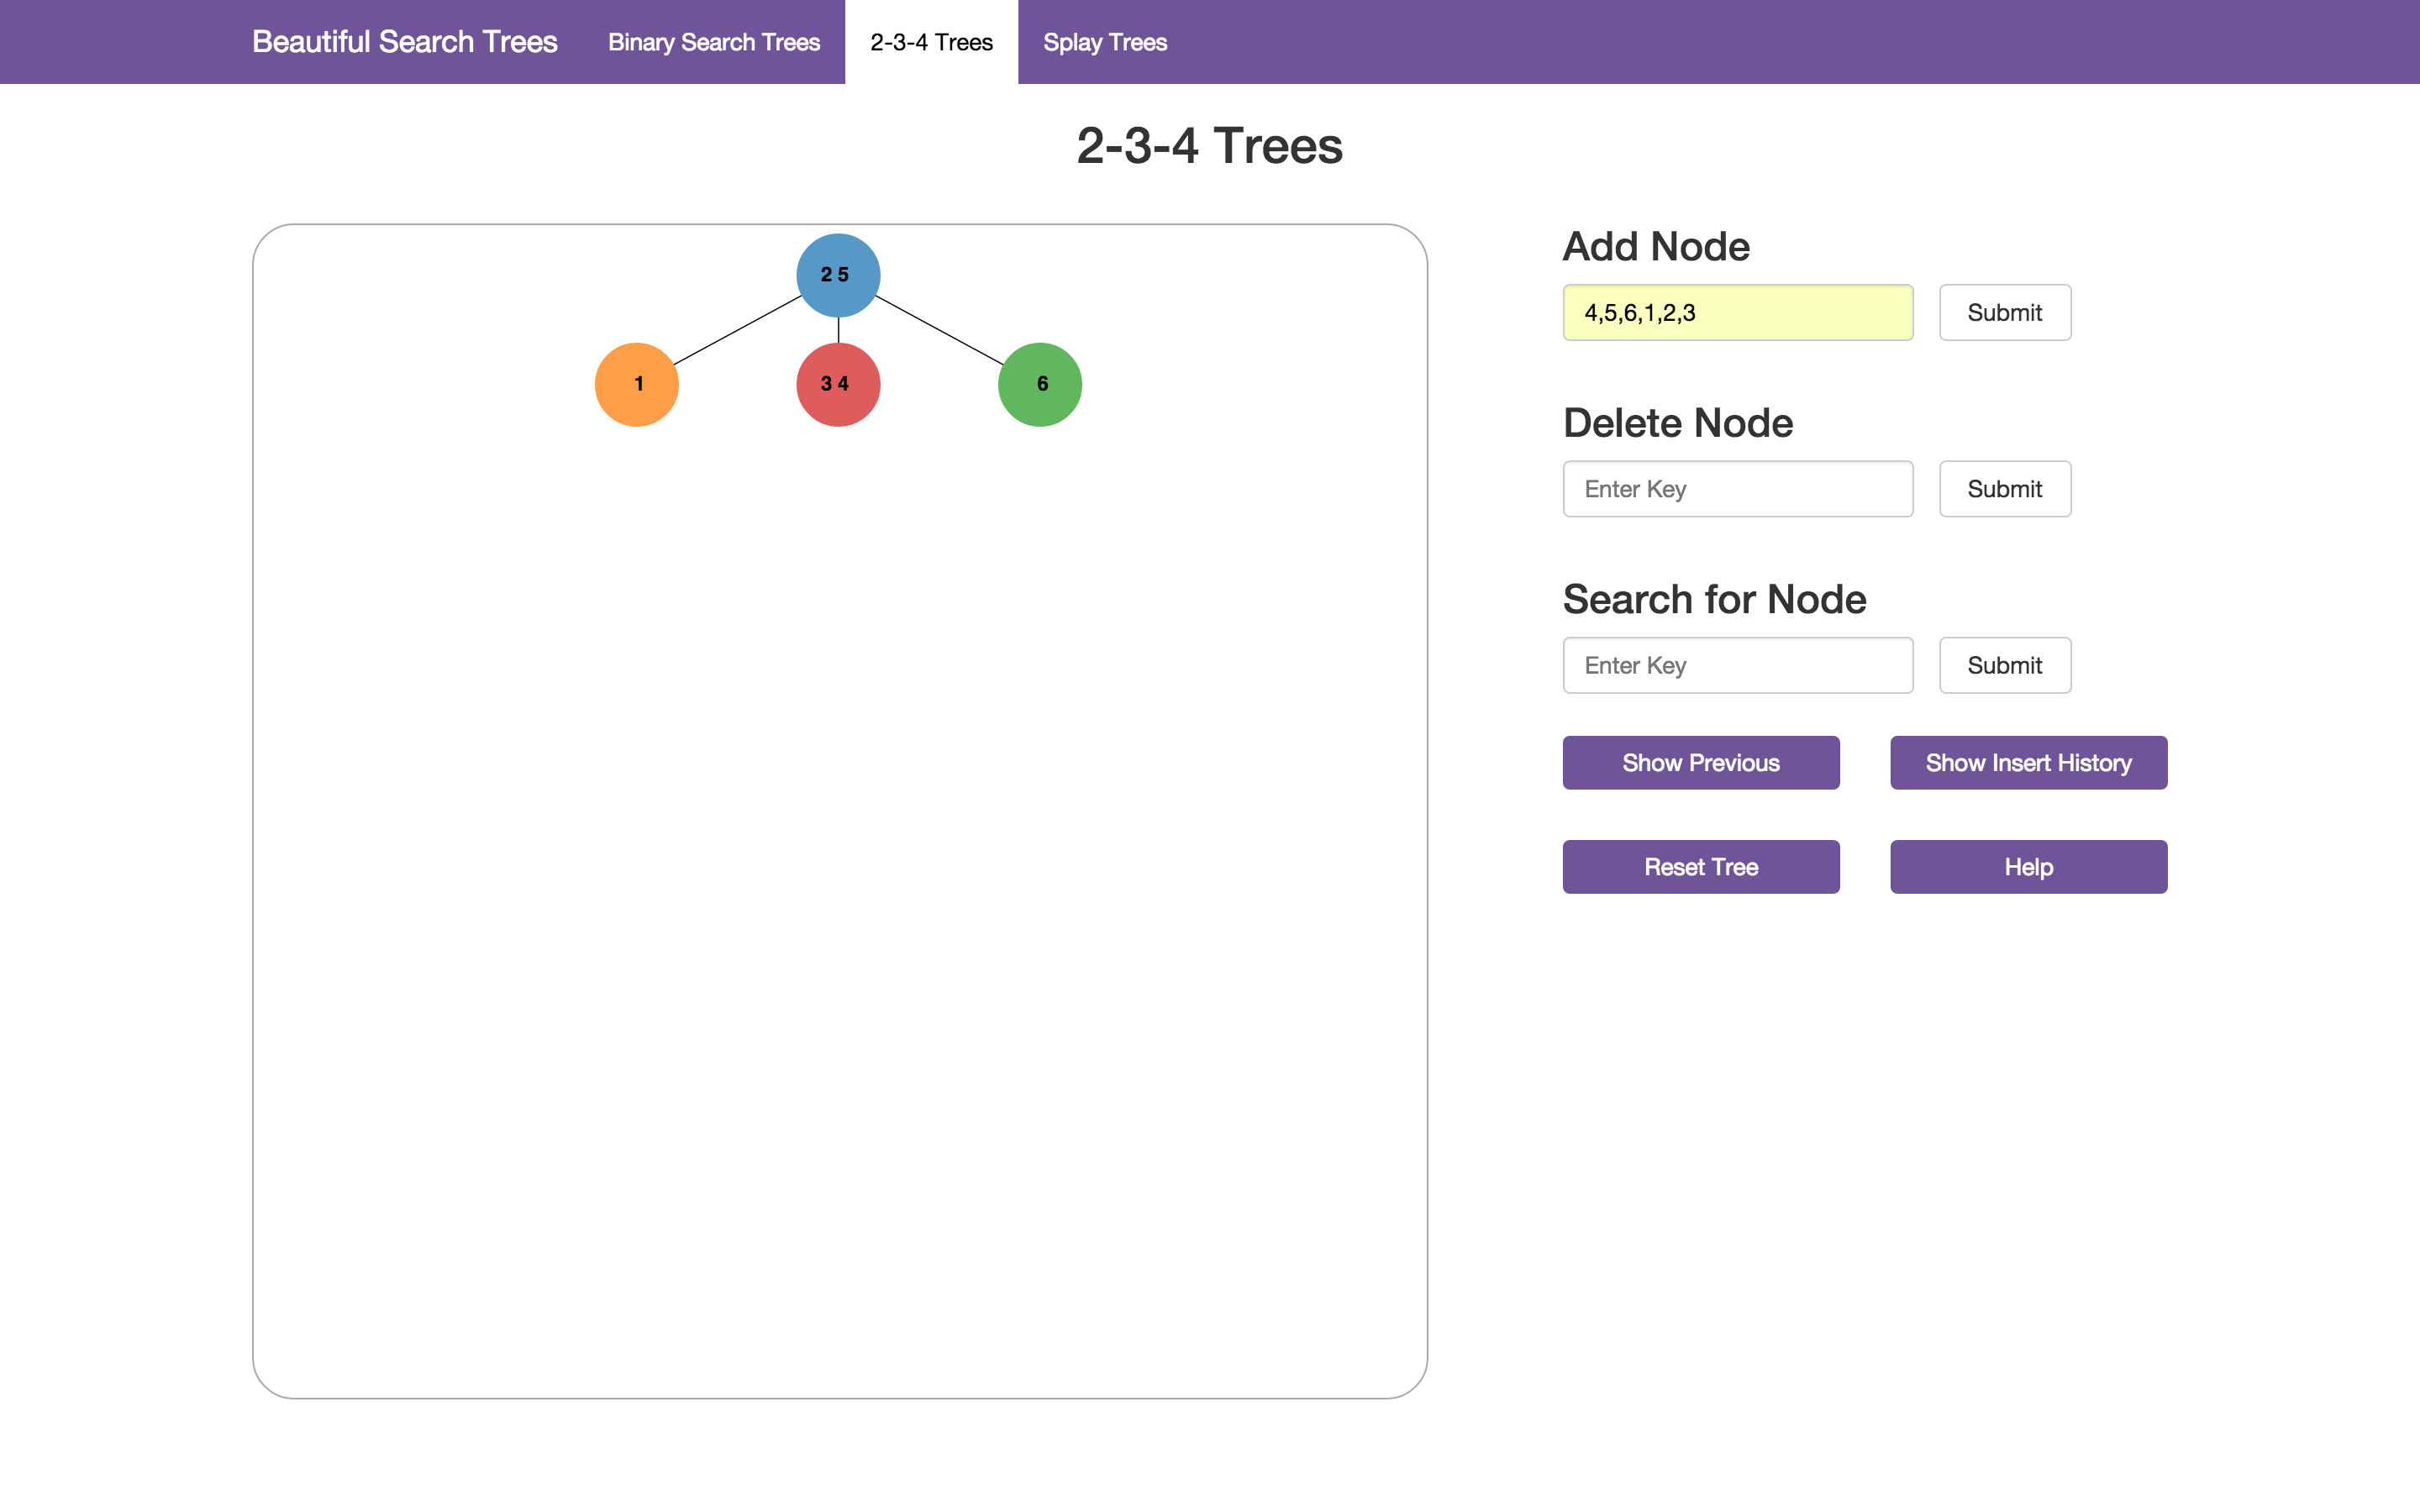 Beautiful Search Trees Binary Search Trees 2-3-4 Trees Splay Trees
2-3-4 Trees
2 5
1 3 4 6
Add Node
4,5,6,1,2,3 Submit
Delete Node
Enter Key Submit
Search for Node
Enter Key Submit
Show Previous Show Insert History
Reset Tree Help